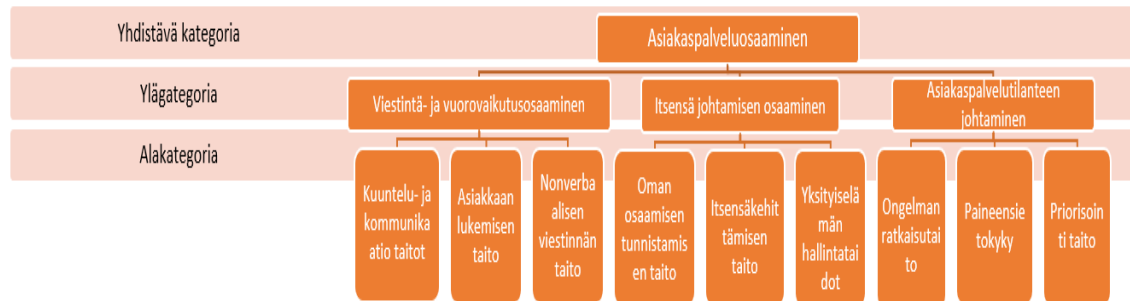 Yhdistävä kategoria
Asiakaspalveluosaaminen
Ylägategoria
Viestintä- ja vuorovaikutusosaaminen
Itsensä johtamisen osaaminen
Asiakaspalvelutilanteen
johtaminen
Alakategoria
Kuuntelu- ja
kommunika
atio taitot
Asiakkaan
lukemisen
taito
Nonverba
alisen
viestinnän
taito
Oman
osaamisen
tunnistamis
en taito
Itsensäkehit
tämisen
taito
Yksityiselä
män
hallintatai
dot
Ongelman
ratkaisutai
to
Paineensie
tokyky
Priorisoin
ti taito